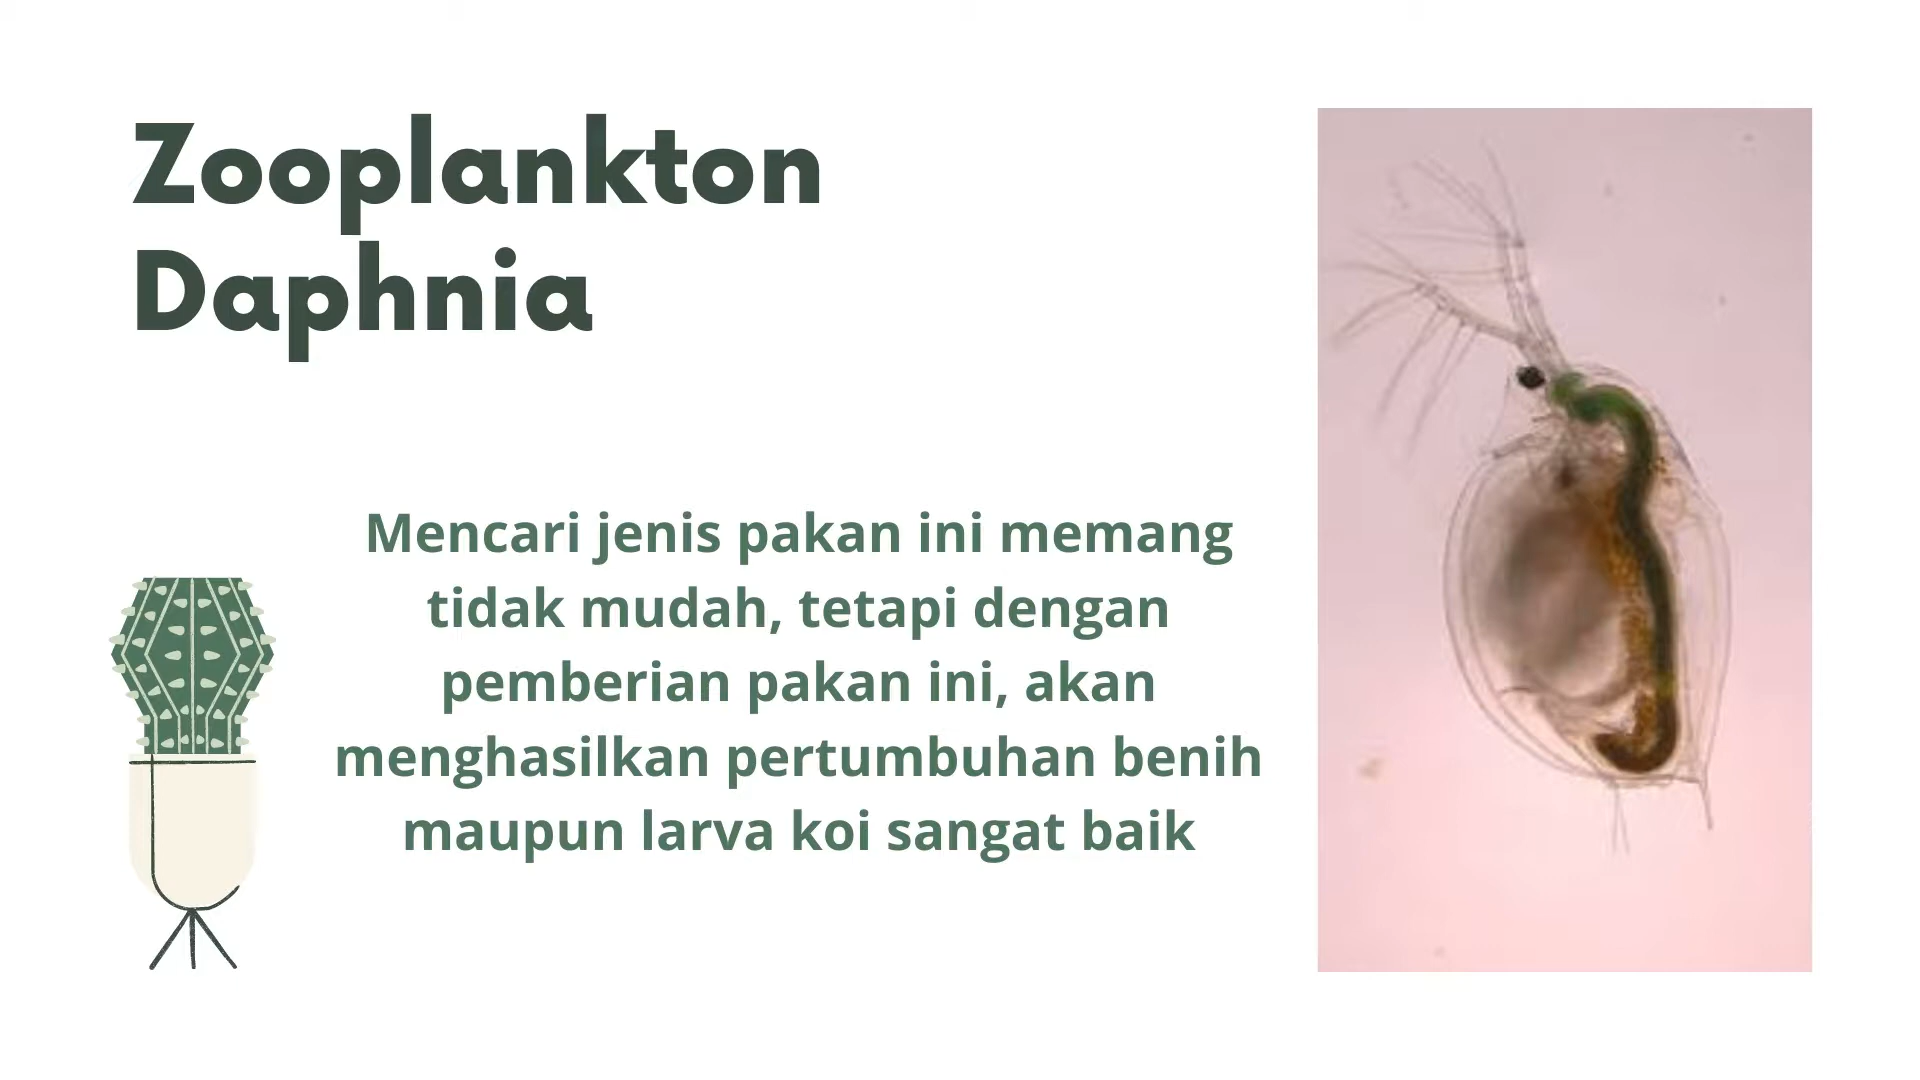 Zooplankton
Daphnia
Mencari jenis pakan ini memang
tidak mudah, tetapi dengan
pemberian pakan ini, akan
menghasilkan pertumbuhan benih
maupun larva koi sangat baik